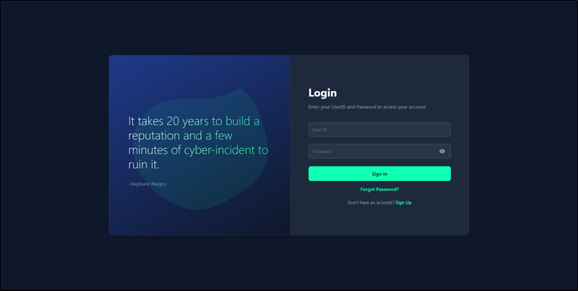 It takes 20 years to build a
reputation and a few
minutes of cyber-incident to
ruin it.
-Stephane Nappo
Login
Enter your UserID and Password to access your account
User ID
Password
Sign in
Forgot Password?
Don't have an account? Sign Up